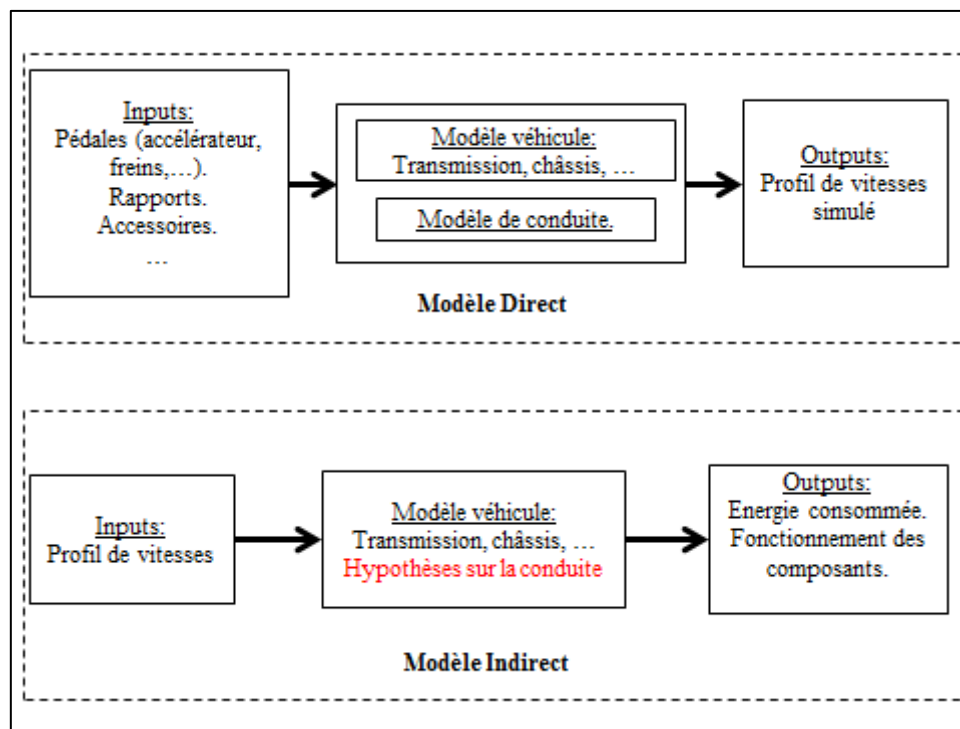 Inputs:
Pédales (accélérateur,
freins,…).
Rapports.
Accessoires.
…
Modèle véhicule:
Transmission, châssis, …
Modèle de conduite.
Outputs:
Profil de vitesses
simulé
Modèle Direct
Inputs:
Profil de vitesses
Modèle véhicule:
Transmission, châssis, …
Hypothèses sur la conduite
Outputs:
Energie consommée.
Fonctionnement des
composants.
Modèle Indirect